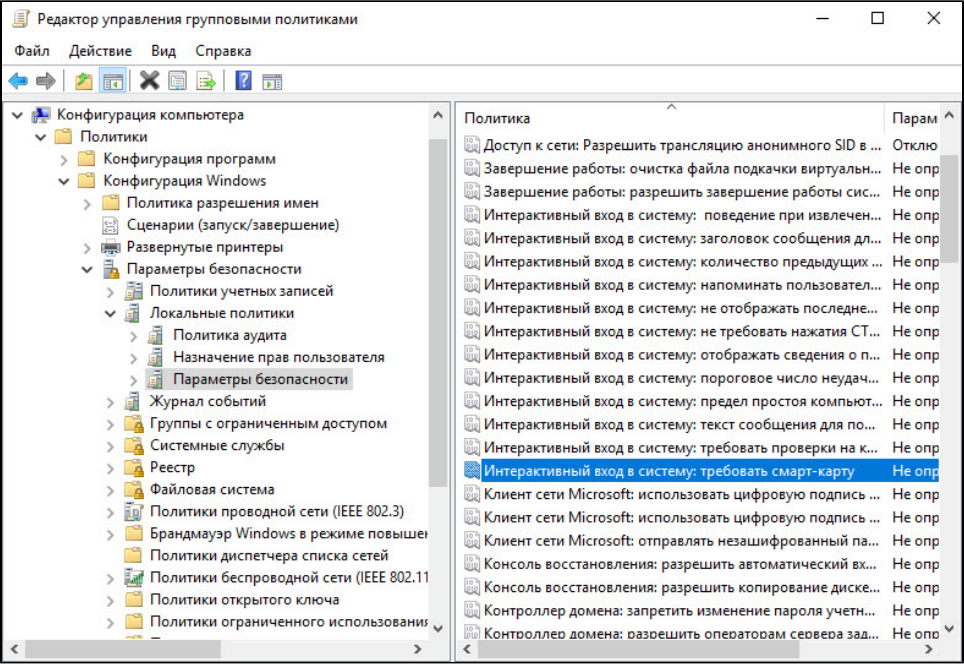 Редактор управления групповыми политиками
Файл Действие Вид Справка
Конфигурация компьютера
Политики
Конфигурация программ
Конфигурация Windows
Политика разрешения имен
Сценарии (запуск/завершение)
Развернутые принтеры
Параметры безопасности
Политики учетных записей
Локальные политики
Политика аудита
Назначение прав пользователя
Параметры безопасности
Журнал событий
Группы с ограниченным доступом
Системные службы
Реестр
Файловая система
Политики проводной сети (IEEE 802.3)
Брандмауэр Windows в режиме повышен
Политики диспетчера списка сетей
Политики беспроводной сети (IEEE 802.11
Политики открытого ключа
Политики ограниченного использования
Политика Парам
Доступ к сети: Разрешить трансляцию анонимного SID в ... Отклю
Завершение работы: очистка файла подкачки виртуальн... Не опр
Завершение работы: разрешить завершение работы сис... Не опр
Интерактивный вход в систему: поведение при извлечен... Не опр
Интерактивный вход в систему: заголовок сообщения дл... Не опр
Интерактивный вход в систему: количество предыдущих ... Не опр
Интерактивный вход в систему: напоминать пользовател... Не опр
Интерактивный вход в систему: не отображать последне... Не опр
Интерактивный вход в систему: не требовать нажатия CT... Не опр
Интерактивный вход в систему: отображать сведения о п... Не опр
Интерактивный вход в систему: пороговое число неудач... Не опр
Интерактивный вход в систему: предел простоя компьют... Не опр
Интерактивный вход в систему: текст сообщения для по... Не опр
Интерактивный вход в систему: требовать проверки на к... Не опр
Интерактивный вход в систему: требовать смарт-карту Не опр
Клиент сети Microsoft: использовать цифровую подпись ... Не опр
Клиент сети Microsoft: использовать цифровую подпись ... Не опр
Клиент сети Microsoft: отправлять незашифрованный па... Не опр
Консоль восстановления: разрешить автоматический вх... Не опр
Консоль восстановления: разрешить копирование диске... Не опр
Контроллер домена: запретить изменение пароля учетн... Не опр
Контроллер домена: разрешить операторам сервера зад... Не опр